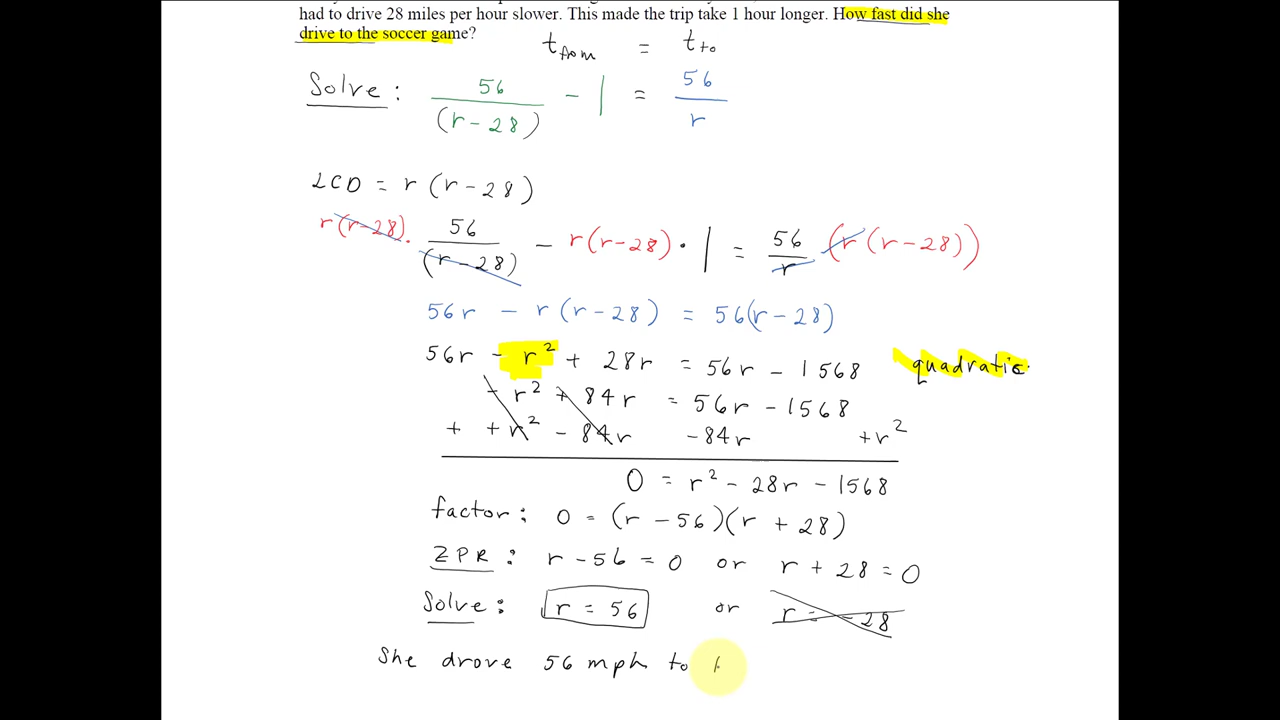 had to drive 28 miles per hour slower. This made the trip take 1 hour longer. How fast did she
drive to the soccer game?
t from = t to
Solve: 56/(r-28) - 1 = 56/r
LCD = r(r-28)
r(r-28) · 56/(r-28) - r(r-28) · 1 = 56/r (r(r-28))
56r - r(r-28) = 56(r-28)
56r - r² + 28r = 56r - 1568 quadratic.
- r² + 84r = 56r - 1568
+ + r² - 84r -84r + r²
0 = r² - 28r - 1568
factor: 0 = (r - 56)(r + 28)
ZPR: r - 56 = 0 or r + 28 = 0
Solve: r = 56 or r = -28
She drove 56 mph to